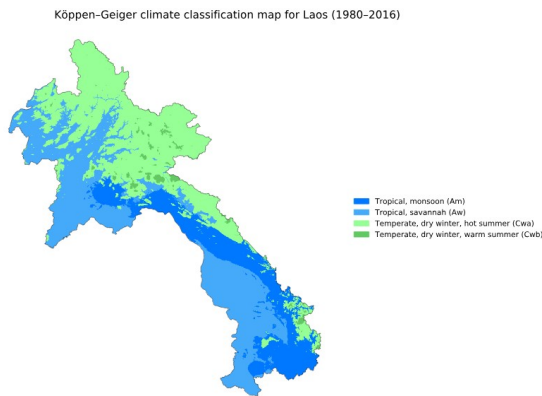 Köppen–Geiger climate classification map for Laos (1980–2016)
Tropical, monsoon (Am)
Tropical, savannah (Aw)
Temperate, dry winter, hot summer (Cwa)
Temperate, dry winter, warm summer (Cwb)